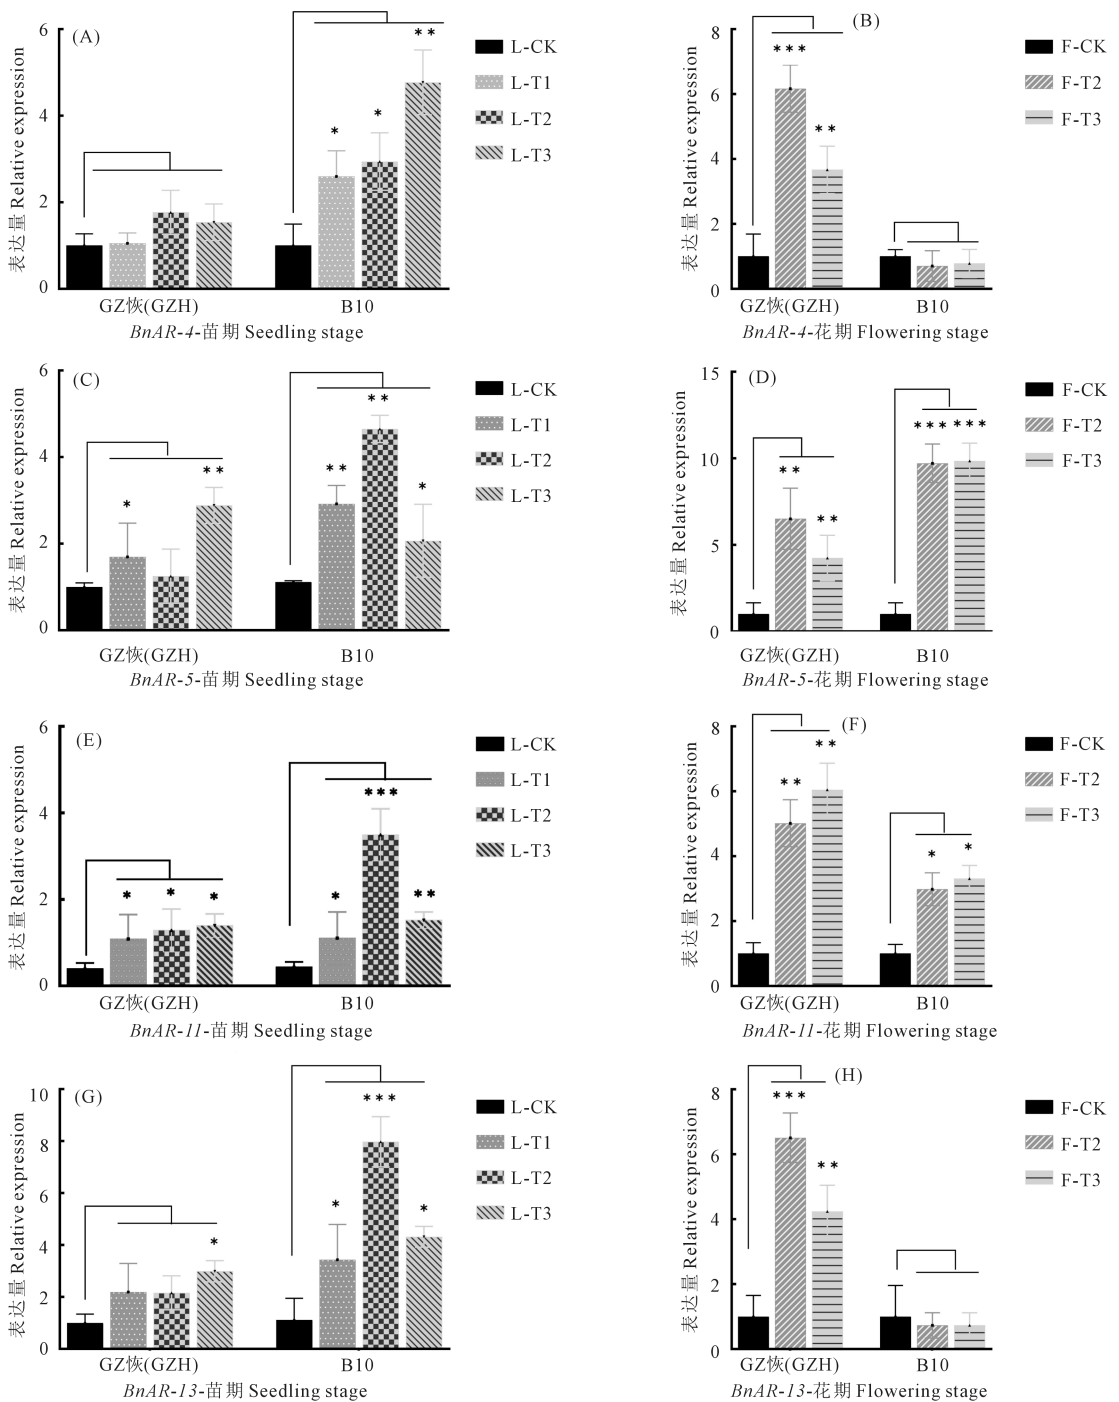 (A)
表达量 Relative expression
6
4
2
0
*
*
**
L-CK
L-T1
L-T2
L-T3
GZ恢(GZH)
B10
BnAR-4-苗期 Seedling stage
(B)
表达量 Relative expression
8
6
4
2
0
***
**
F-CK
F-T2
F-T3
GZ恢(GZH)
B10
BnAR-4-花期 Flowering stage
(C)
表达量 Relative expression
6
4
2
0
*
**
**
**
*
L-CK
L-T1
L-T2
L-T3
GZ恢(GZH)
B10
BnAR-5-苗期 Seedling stage
(D)
表达量 Relative expression
15
10
5
0
**
**
***
***
F-CK
F-T2
F-T3
GZ恢(GZH)
B10
BnAR-5-花期 Flowering stage
(E)
表达量 Relative expression
6
4
2
0
*
*
*
*
***
**
L-CK
L-T1
L-T2
L-T3
GZ恢(GZH)
B10
BnAR-11-苗期 Seedling stage
(F)
表达量 Relative expression
8
6
4
2
0
**
**
*
*
F-CK
F-T2
F-T3
GZ恢(GZH)
B10
BnAR-11-花期 Flowering stage
(G)
表达量 Relative expression
10
8
6
4
2
0
*
*
***
*
L-CK
L-T1
L-T2
L-T3
GZ恢(GZH)
B10
BnAR-13-苗期 Seedling stage
(H)
表达量 Relative expression
8
6
4
2
0
***
**
F-CK
F-T2
F-T3
GZ恢(GZH)
B10
BnAR-13-花期 Flowering stage